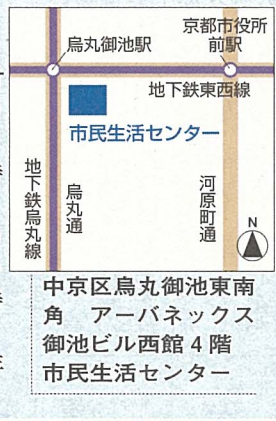 京都市役所
前駅
烏丸御池駅
地下鉄東西線
市民生活センター
地下鉄烏丸線
烏丸通
河原町通
N
中京区烏丸御池東南
角　アーバネックス
御池ビル西館4階
市民生活センター